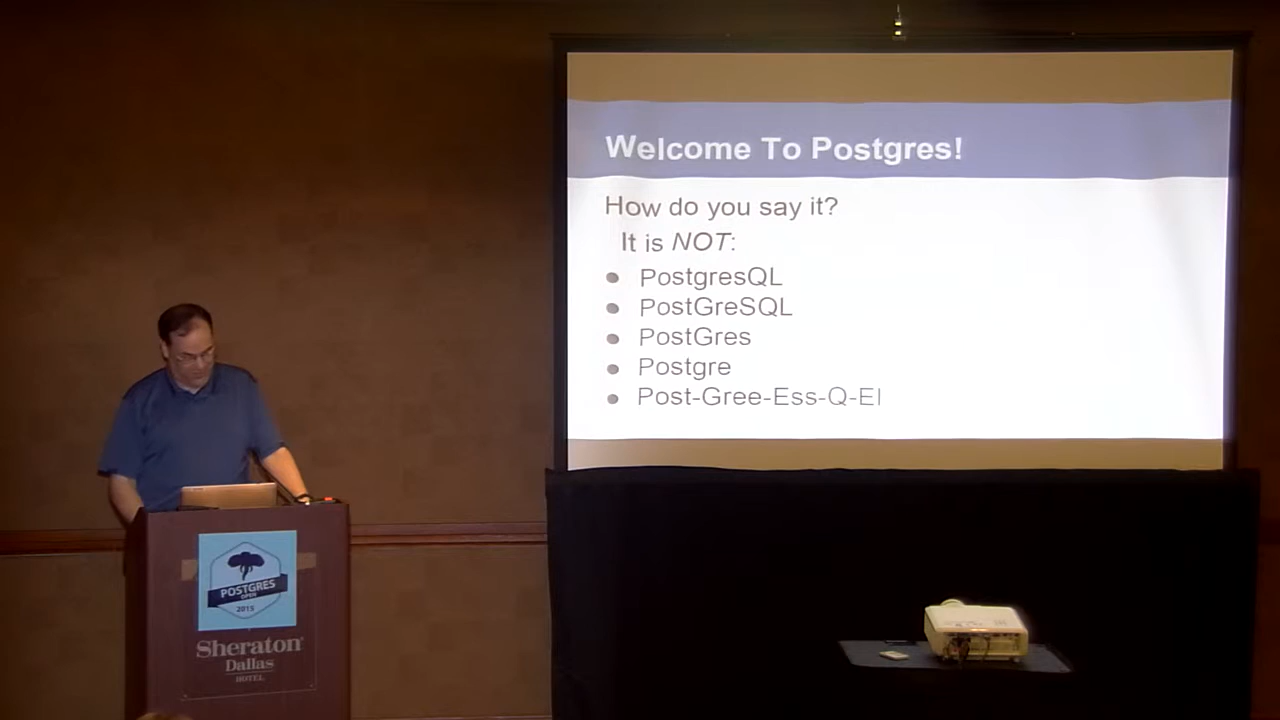 Welcome To Postgres!
How do you say it?
It is NOT:
PostgresQL
PostGreSQL
PostGres
Postgre
Post-Gree-Ess-Q-El
POSTGRES
OPEN
2015
Sheraton
Dallas
HOTEL